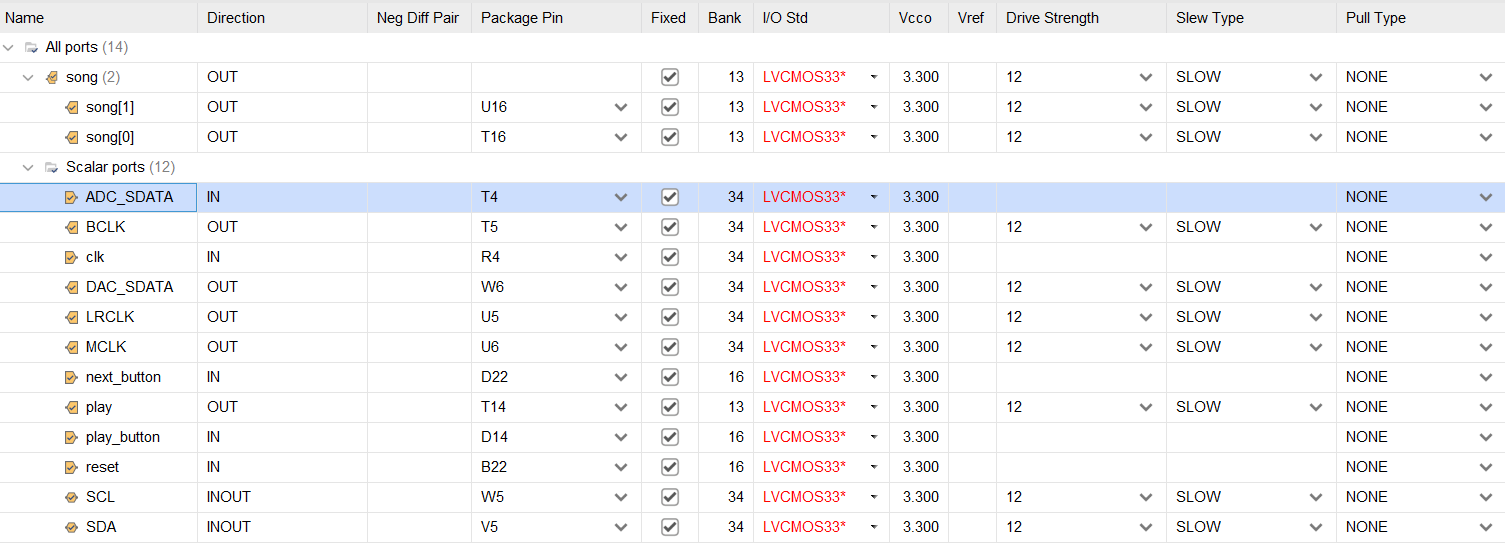 Name Direction Neg Diff Pair Package Pin Fixed Bank I/O Std Vcco Vref Drive Strength Slew Type Pull Type
All ports (14)
song (2) OUT 13 LVCMOS33* 3.300 12 SLOW NONE
song[1] OUT U16 13 LVCMOS33* 3.300 12 SLOW NONE
song[0] OUT T16 13 LVCMOS33* 3.300 12 SLOW NONE
Scalar ports (12)
ADC_SDATA IN T4 34 LVCMOS33* 3.300 NONE
BCLK OUT T5 34 LVCMOS33* 3.300 12 SLOW NONE
clk IN R4 34 LVCMOS33* 3.300 NONE
DAC_SDATA OUT W6 34 LVCMOS33* 3.300 12 SLOW NONE
LRCLK OUT U5 34 LVCMOS33* 3.300 12 SLOW NONE
MCLK OUT U6 34 LVCMOS33* 3.300 12 SLOW NONE
next_button IN D22 16 LVCMOS33* 3.300 NONE
play OUT T14 13 LVCMOS33* 3.300 12 SLOW NONE
play_button IN D14 16 LVCMOS33* 3.300 NONE
reset IN B22 16 LVCMOS33* 3.300 NONE
SCL INOUT W5 34 LVCMOS33* 3.300 12 SLOW NONE
SDA INOUT V5 34 LVCMOS33* 3.300 12 SLOW NONE